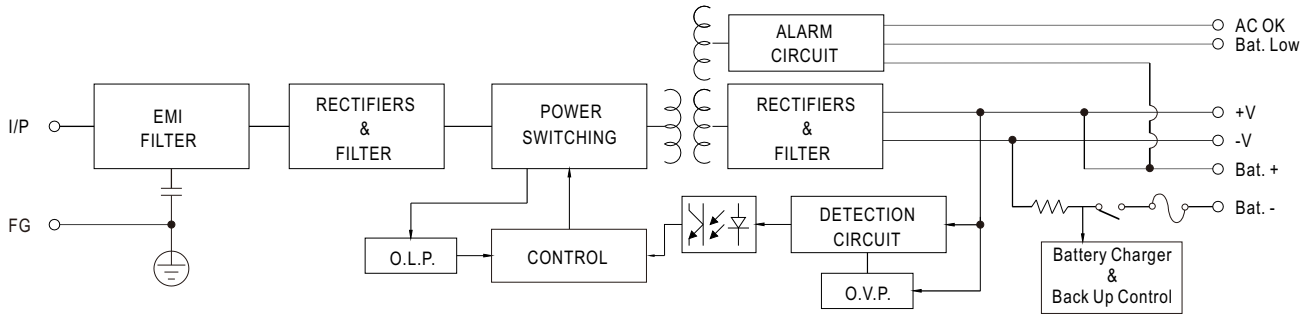 ALARM
CIRCUIT
AC OK
Bat. Low
I/P
EMI
FILTER
RECTIFIERS
&
FILTER
POWER
SWITCHING
RECTIFIERS
&
FILTER
+V
-V
Bat. +
Bat. -
FG
O.L.P.
CONTROL
DETECTION
CIRCUIT
O.V.P.
Battery Charger
&
Back Up Control